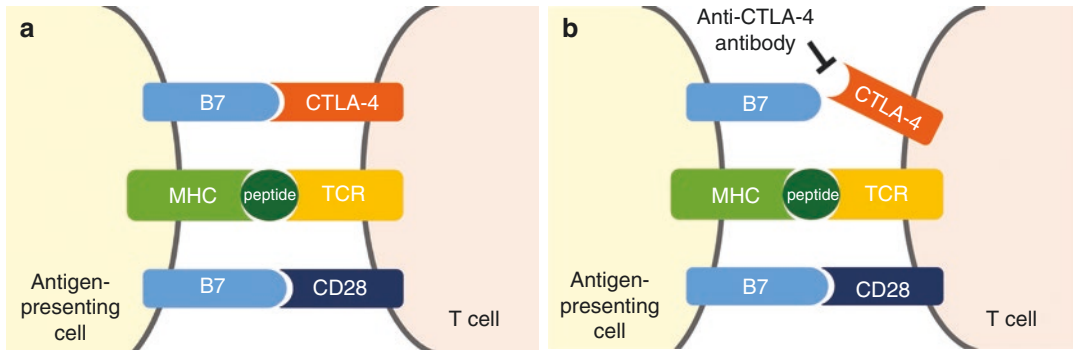 a
B7
CTLA-4
MHC
peptide
TCR
B7
CD28
Antigen-
presenting
cell
T cell
b
Anti-CTLA-4
antibody
B7
CTLA-4
MHC
peptide
TCR
B7
CD28
Antigen-
presenting
cell
T cell